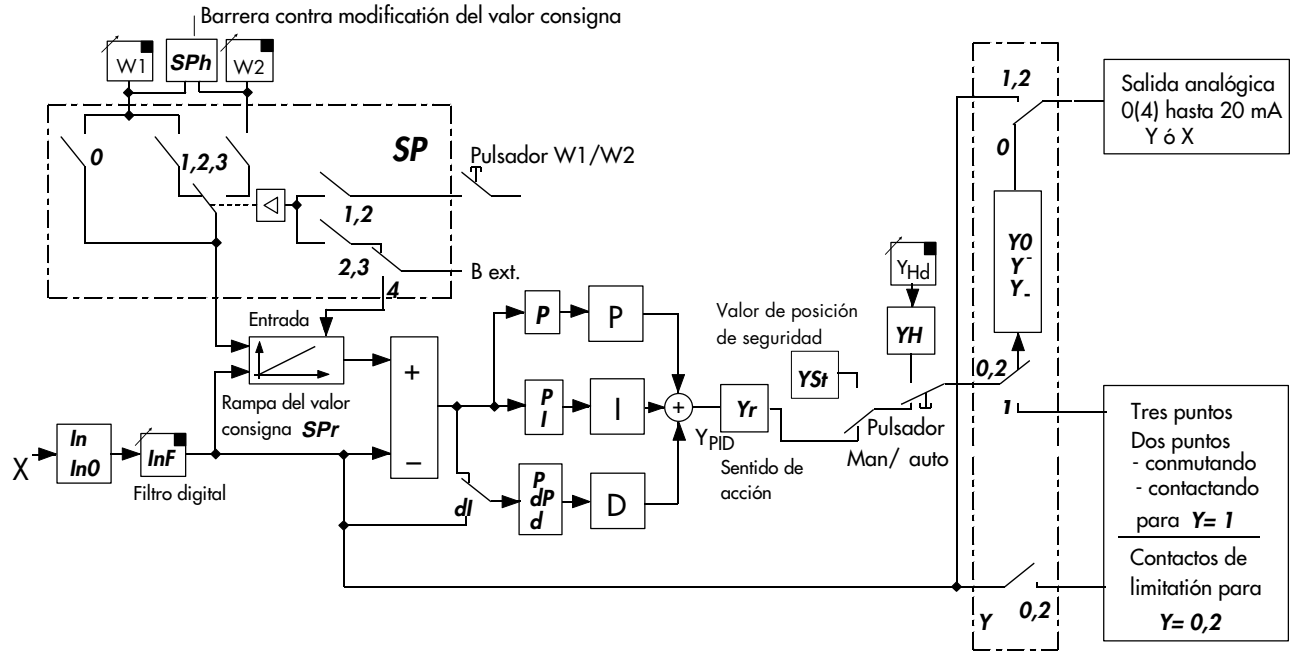 Barrera contra modificatión del valor consigna
W1
SPh
W2
0
1,2,3
SP
Pulsador W1/W2
1,2
2,3
B ext.
4
Entrada
Rampa del valor
consigna SPr
X
In
In0
InF
Filtro digital
+
−
dI
P
P
P
I
I
P
dP
d
D
+
YPID
Yr
Sentido de
acción
Valor de posición
de seguridad
YSt
YHd
YH
Pulsador
Man/ auto
1,2
0
Y0
Y-
Y-
0,2
1
Y
0,2
Salida analógica
0(4) hasta 20 mA
Y ó X
Tres puntos
Dos puntos
- conmutando
- contactando
para Y= 1
Contactos de
limitatión para
Y= 0,2